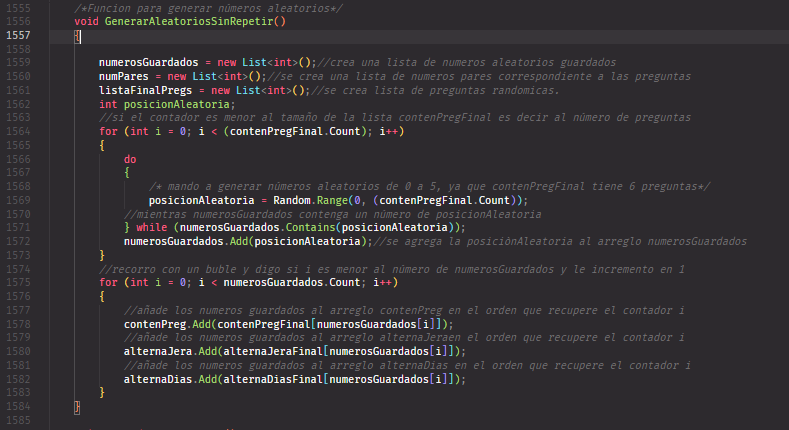 1555 /*Funcion para generar números aleatorios*/
1556 void GenerarAleatoriosSinRepetir()
1557 {
1558
1559 numerosGuardados = new List<int>();//crea una lista de numeros aleatorios guardados
1560 numPares = new List<int>();//se crea una lista de numeros pares correspondiente a las preguntas
1561 listaFinalPregs = new List<int>();//se crea lista de preguntas randomicas.
1562 int posicionAleatoria;
1563 //si el contador es menor al tamaño de la lista contenPregFinal es decir al número de preguntas
1564 for (int i = 0; i < (contenPregFinal.Count); i++)
1565 {
1566 do
1567 {
1568 /* mando a generar números aleatorios de 0 a 5, ya que contenPregFinal tiene 6 preguntas*/
1569 posicionAleatoria = Random.Range(0, (contenPregFinal.Count));
1570 //mientras numerosGuardados contenga un número de posicionAleatoria
1571 } while (numerosGuardados.Contains(posicionAleatoria));
1572 numerosGuardados.Add(posicionAleatoria);//se agrega la posiciónAleatoria al arreglo numerosGuardados
1573 }
1574 //recorro con un buble y digo si i es menor al número de numerosGuardados y le incremento en 1
1575 for (int i = 0; i < numerosGuardados.Count; i++)
1576 {
1577 //añade los numeros guardados al arreglo contenPreg en el orden que recupere el contador i
1578 contenPreg.Add(contenPregFinal[numerosGuardados[i]]);
1579 //añade los numeros guardados al arreglo alternaJeraen el orden que recupere el contador i
1580 alternaJera.Add(alternaJeraFinal[numerosGuardados[i]]);
1581 //añade los numeros guardados al arreglo alternaDias en el orden que recupere el contador i
1582 alternaDias.Add(alternaDiasFinal[numerosGuardados[i]]);
1583 }
1584 }
1585